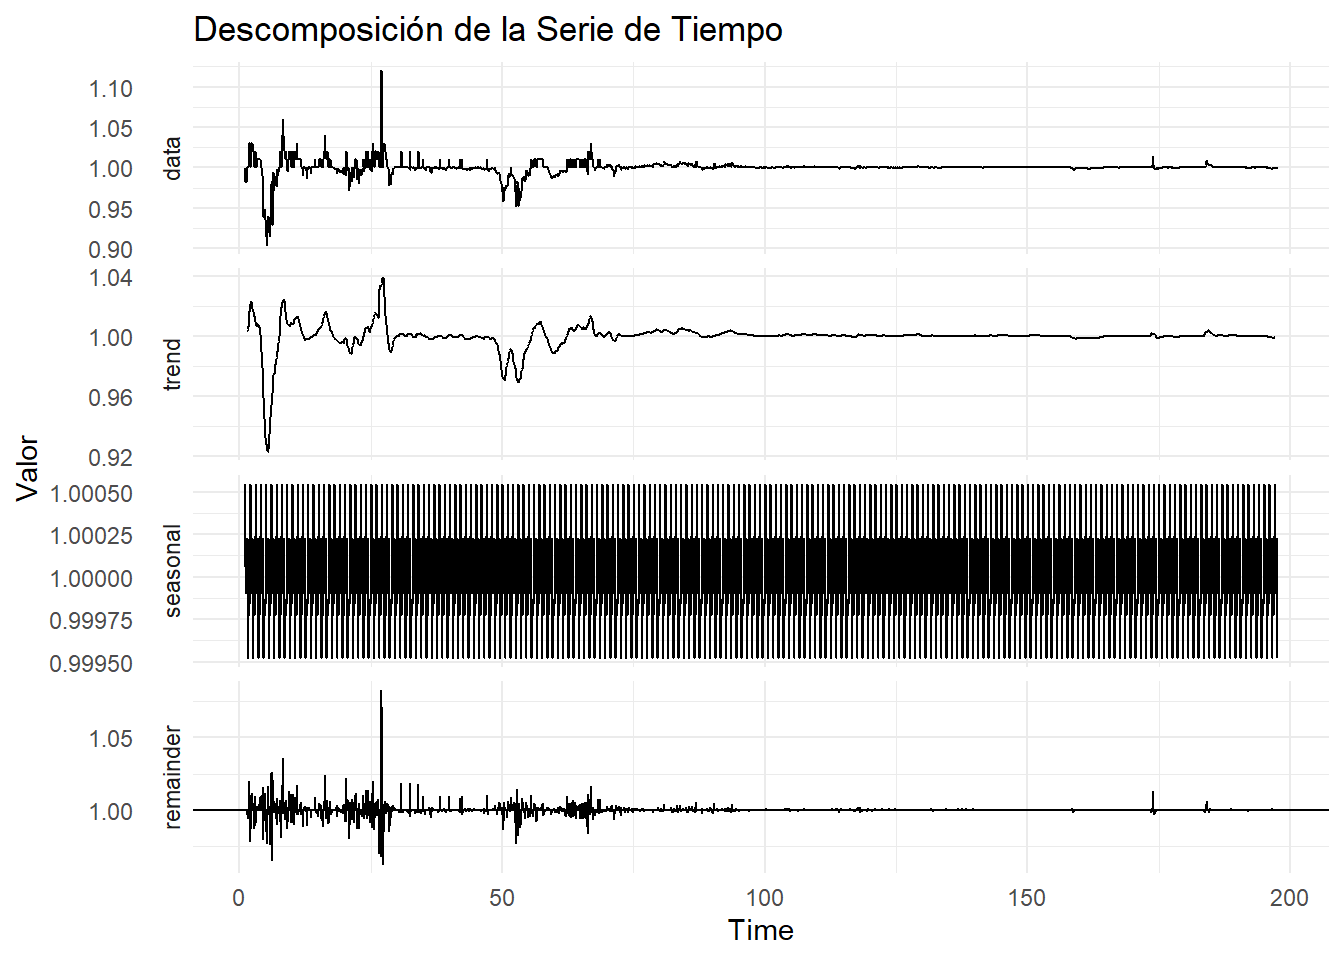 Descomposición de la Serie de Tiempo
Valor
1.10
1.05
1.00
0.95
0.90
data
1.04
1.00
0.96
0.92
trend
1.00050
1.00025
1.00000
0.99975
0.99950
seasonal
1.05
1.00
remainder
0 50 100 150 200
Time